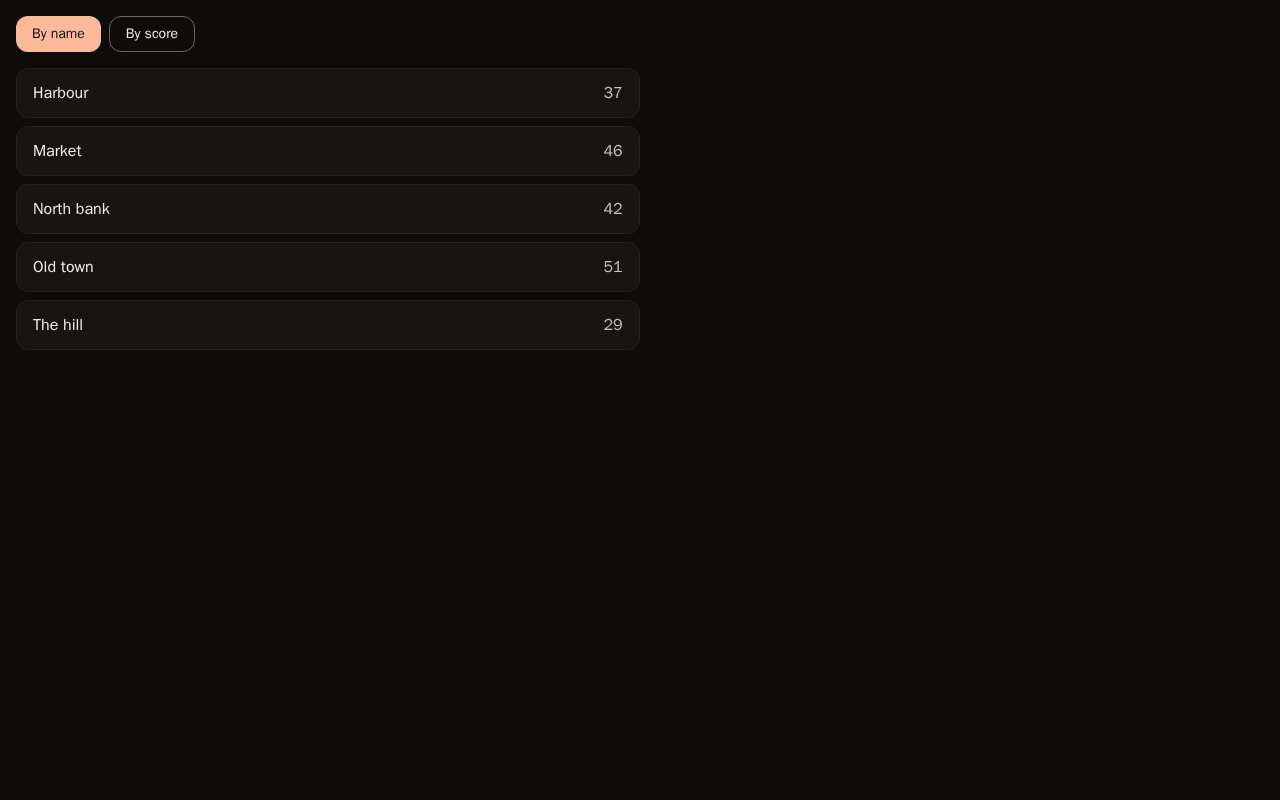 By name By score
Harbour 37
Market 46
North bank 42
Old town 51
The hill 29